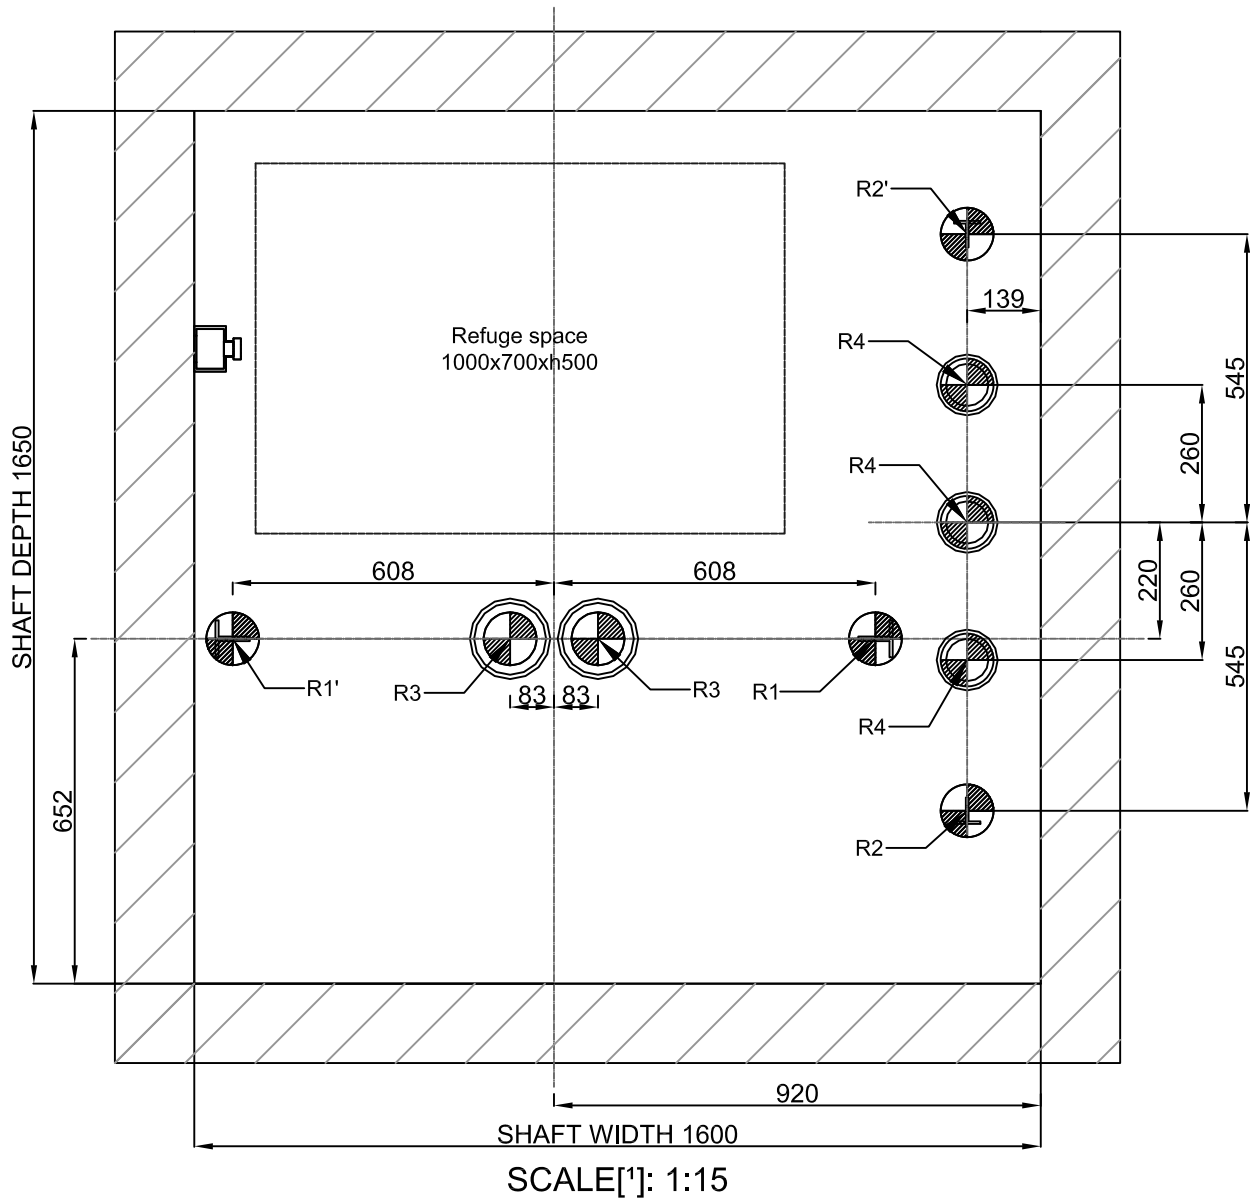 R2'
139
R4
Refuge space
1000x700xh500
545
260
R4
SHAFT DEPTH 1650
608
608
220
260
R1'
R3
83
83
R3
R1
545
R4
652
R2
920
SHAFT WIDTH 1600
SCALE[¹]: 1:15